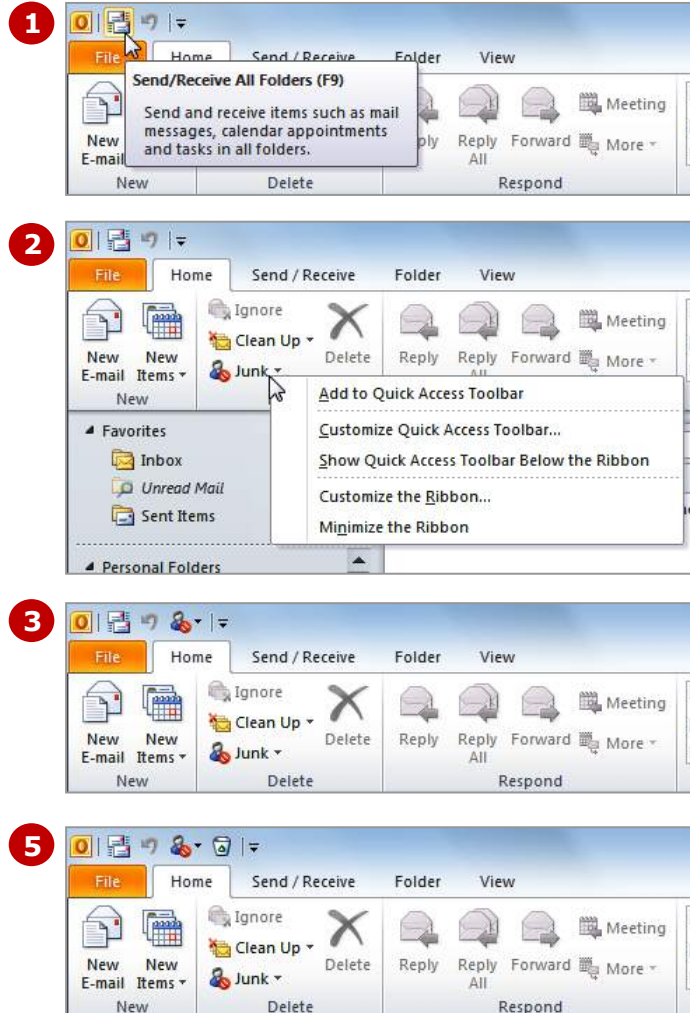 1
File Home Send / Receive Folder View
Send/Receive All Folders (F9)
Send and receive items such as mail
messages, calendar appointments
and tasks in all folders.
Meeting
New Reply Forward More
E-mail All
New Delete Respond
2
File Home Send / Receive Folder View
Ignore
Meeting
Clean Up
New New Delete Reply Reply Forward More
E-mail Items Junk All
New
Add to Quick Access Toolbar
Customize Quick Access Toolbar...
Show Quick Access Toolbar Below the Ribbon
Customize the Ribbon...
Minimize the Ribbon
Favorites
Inbox
Unread Mail
Sent Items
Personal Folders
3
File Home Send / Receive Folder View
Ignore
Meeting
Clean Up
New New Delete Reply Reply Forward More
E-mail Items Junk All
New Delete Respond
5
File Home Send / Receive Folder View
Ignore
Meeting
Clean Up
New New Delete Reply Reply Forward More
E-mail Items Junk All
New Delete Respond